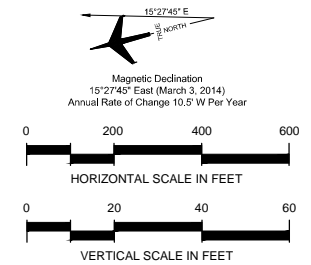 15°27'45" E
TRUE
NORTH
Magnetic Declination
15°27'45" East (March 3, 2014)
Annual Rate of Change 10.5' W Per Year
0 200 400 600
HORIZONTAL SCALE IN FEET
0 20 40 60
VERTICAL SCALE IN FEET